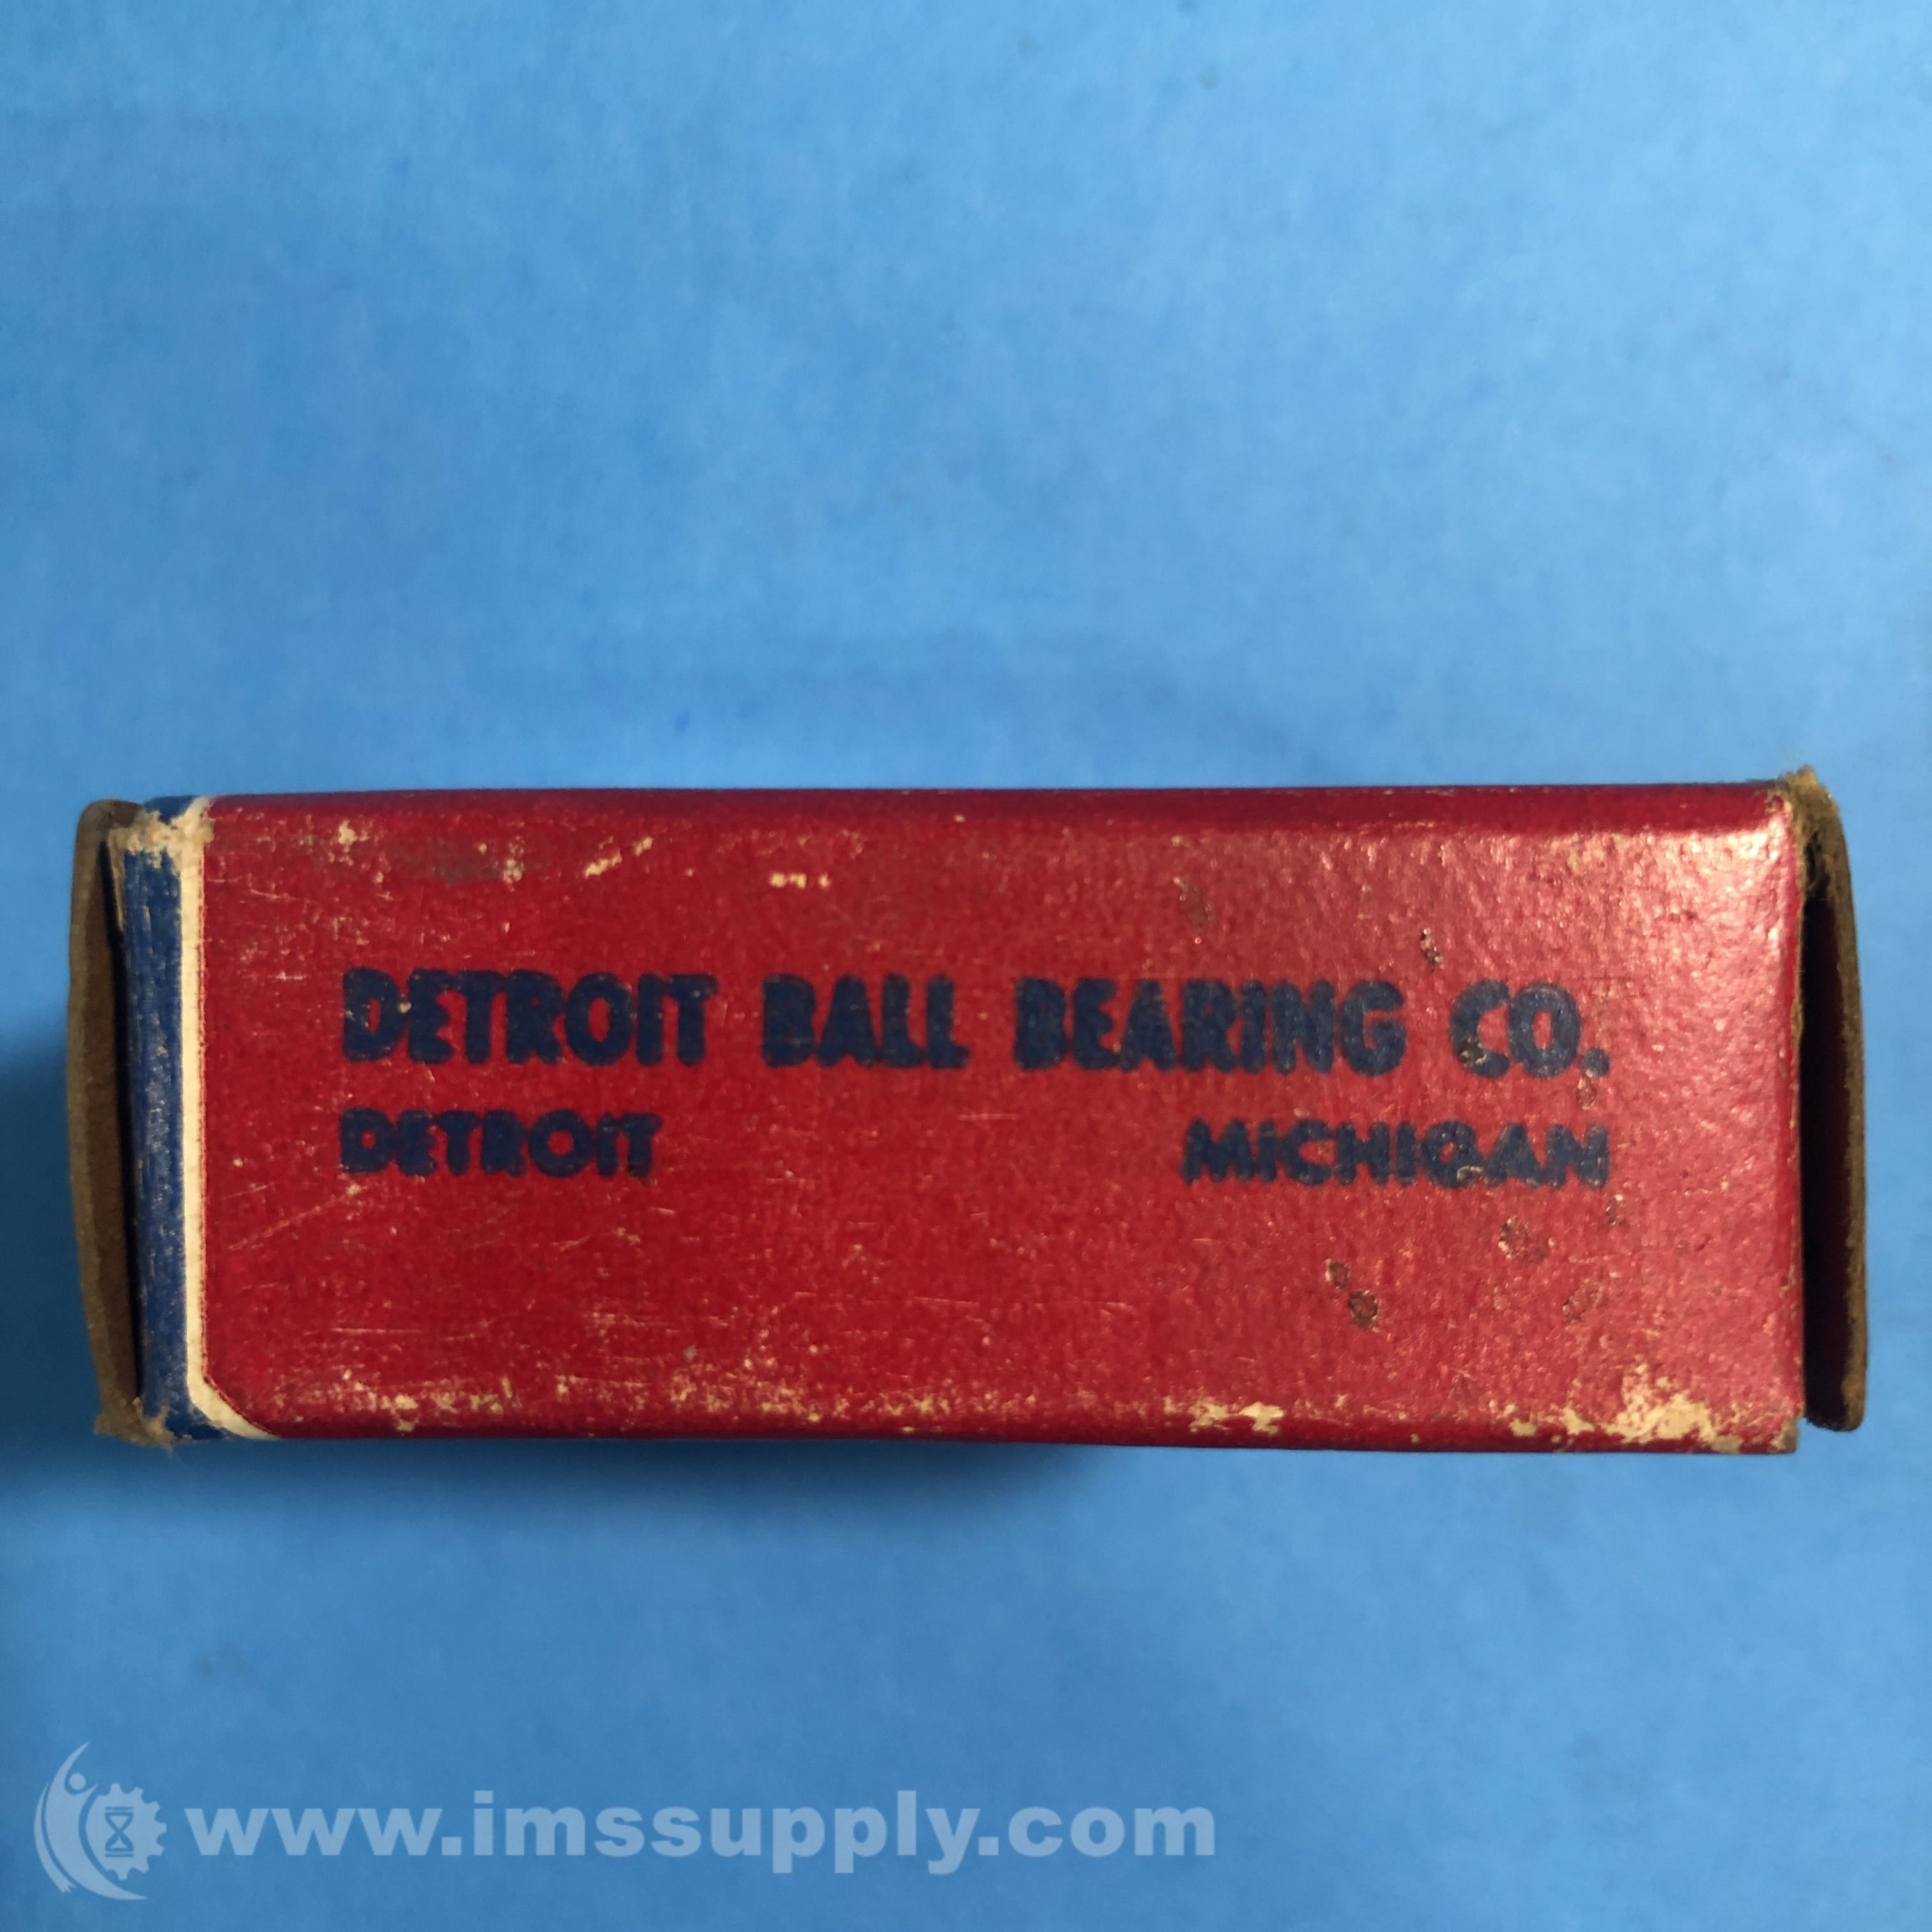 DETROIT BALL BEARING CO.
DETROIT MICHIGAN
www.imssupply.com